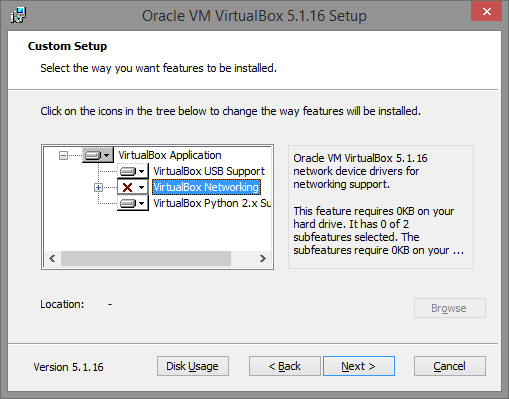 Oracle VM VirtualBox 5.1.16 Setup
Custom Setup
Select the way you want features to be installed.
Click on the icons in the tree below to change the way features will be installed.
VirtualBox Application
VirtualBox USB Support
VirtualBox Networking
VirtualBox Python 2.x Su
Oracle VM VirtualBox 5.1.16
network device drivers for
networking support.
This feature requires 0KB on your
hard drive. It has 0 of 2
subfeatures selected. The
subfeatures require 0KB on your ...
Location: -
Browse
Version 5.1.16
Disk Usage
< Back
Next >
Cancel